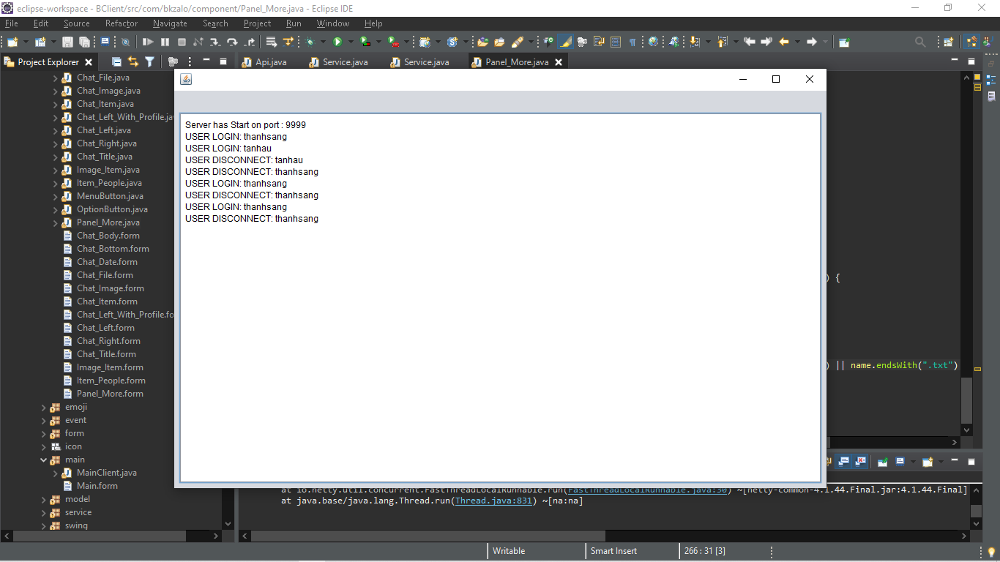 eclipse-workspace - BClient/src/com/bkzalo/component/Panel_More.java - Eclipse IDE
File Edit Source Refactor Navigate Search Project Run Window Help
Project Explorer
Api.java
Service.java
Service.java
Panel_More.java
Chat_File.java
Chat_Image.java
Chat_Item.java
Chat_Left_With_Profile.jav
Chat_Left.java
Chat_Right.java
Chat_Title.java
Image_Item.java
Item_People.java
MenuButton.java
OptionButton.java
Panel_More.java
Chat_Body.form
Chat_Bottom.form
Chat_Date.form
Chat_File.form
Chat_Image.form
Chat_Item.form
Chat_Left_With_Profile.fo
Chat_Left.form
Chat_Right.form
Chat_Title.form
Image_Item.form
Item_People.form
Panel_More.form
emoji
event
form
icon
main
MainClient.java
Main.form
model
service
swing
Server has Start on port : 9999
USER LOGIN: thanhsang
USER LOGIN: tanhau
USER DISCONNECT: tanhau
USER DISCONNECT: thanhsang
USER LOGIN: thanhsang
USER DISCONNECT: thanhsang
USER LOGIN: thanhsang
USER DISCONNECT: thanhsang
) {
) || name.endsWith(".txt")
at io.netty.util.concurrent.FastThreadLocalRunnable.run(FastThreadLocalRunnable.java:30) ~[netty-common-4.1.44.Final.jar:4.1.44.Final]
at java.base/java.lang.Thread.run(Thread.java:831) ~[na:na]
Writable
Smart Insert
266 : 31 [3]